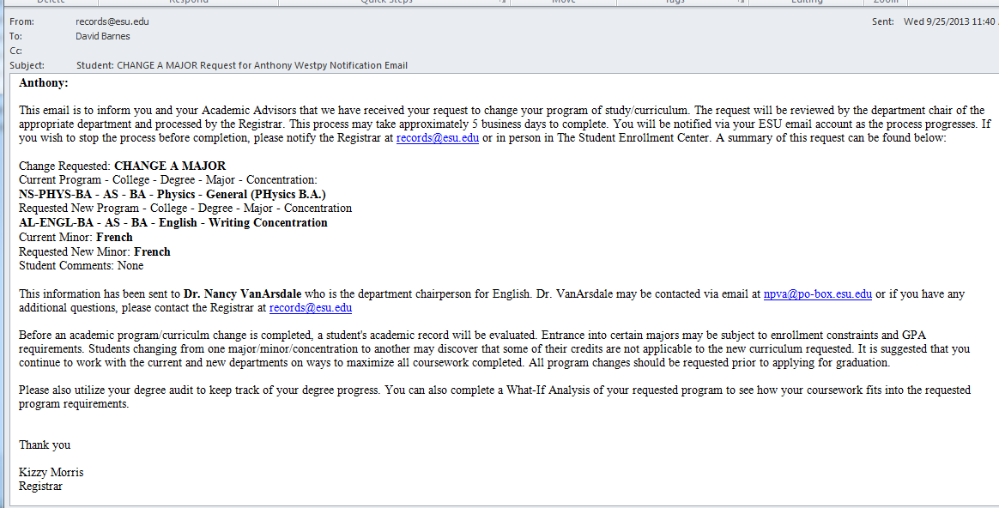 Delete Respond Quick Steps Move Tags Editing Zoom
From: records@esu.edu Sent: Wed 9/25/2013 11:40
To: David Barnes
Cc:
Subject: Student: CHANGE A MAJOR Request for Anthony Westpy Notification Email
Anthony:
This email is to inform you and your Academic Advisors that we have received your request to change your program of study/curriculum. The request will be reviewed by the department chair of the
appropriate department and processed by the Registrar. This process may take approximately 5 business days to complete. You will be notified via your ESU email account as the process progresses. If
you wish to stop the process before completion, please notify the Registrar at records@esu.edu or in person in The Student Enrollment Center. A summary of this request can be found below:
Change Requested: CHANGE A MAJOR
Current Program - College - Degree - Major - Concentration:
NS-PHYS-BA - AS - BA - Physics - General (PHysics B.A.)
Requested New Program - College - Degree - Major - Concentration
AL-ENGL-BA - AS - BA - English - Writing Concentration
Current Minor: French
Requested New Minor: French
Student Comments: None
This information has been sent to Dr. Nancy VanArsdale who is the department chairperson for English. Dr. VanArsdale may be contacted via email at npva@po-box.esu.edu or if you have any
additional questions, please contact the Registrar at records@esu.edu
Before an academic program/curriculm change is completed, a student's academic record will be evaluated. Entrance into certain majors may be subject to enrollment constraints and GPA
requirements. Students changing from one major/minor/concentration to another may discover that some of their credits are not applicable to the new curriculum requested. It is suggested that you
continue to work with the current and new departments on ways to maximize all coursework completed. All program changes should be requested prior to applying for graduation.
Please also utilize your degree audit to keep track of your degree progress. You can also complete a What-If Analysis of your requested program to see how your coursework fits into the requested
program requirements.
Thank you
Kizzy Morris
Registrar